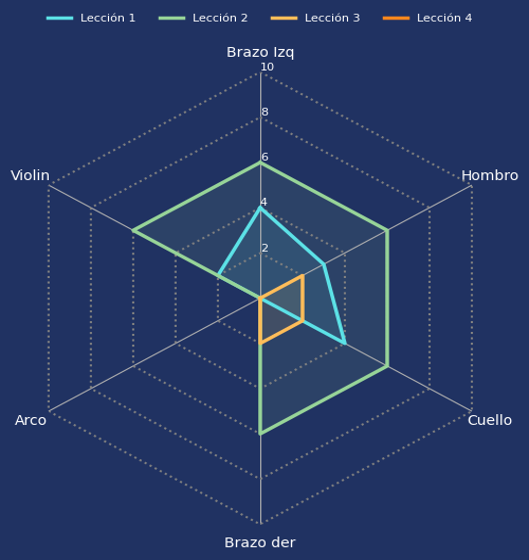 Lección 1 Lección 2 Lección 3 Lección 4
Brazo Izq
10
8
6
4
2
Violin
Hombro
Arco
Cuello
Brazo der